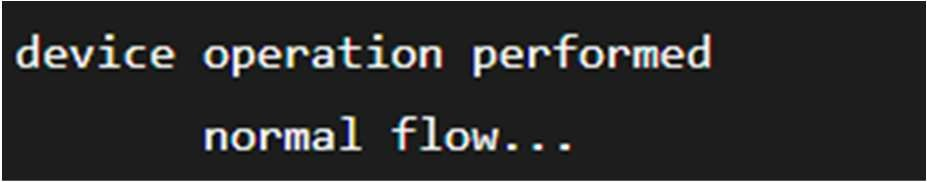 device operation performed
normal flow...